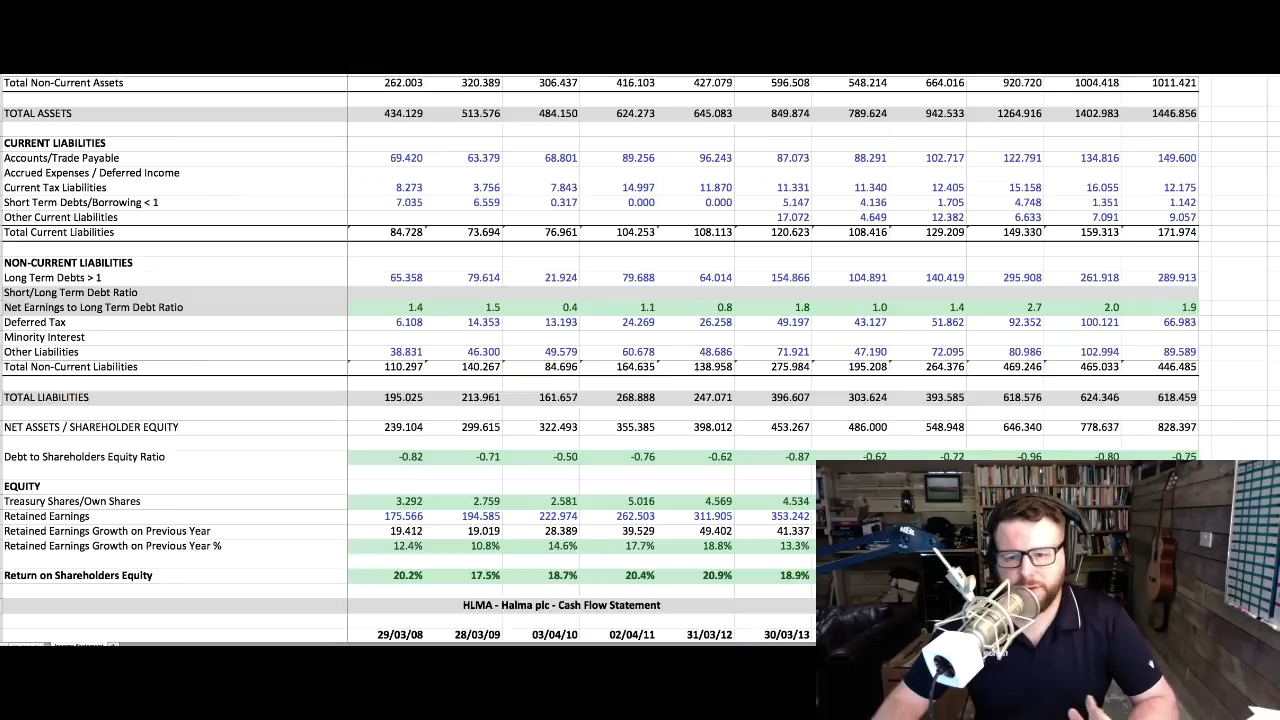 Total Non-Current Assets 262.003 320.389 306.437 416.103 427.079 596.508 548.214 664.016 920.720 1004.418 1011.421
TOTAL ASSETS 434.129 513.576 484.150 624.273 645.083 849.874 789.624 942.533 1264.916 1402.983 1446.856
CURRENT LIABILITIES
Accounts/Trade Payable 69.420 63.379 68.801 89.256 96.243 87.073 88.291 102.717 122.791 134.816 149.600
Accrued Expenses / Deferred Income
Current Tax Liabilities 8.273 3.756 7.843 14.997 11.870 11.331 11.340 12.405 15.158 16.055 12.175
Short Term Debts/Borrowing < 1 7.035 6.559 0.317 0.000 0.000 5.147 4.136 1.705 4.748 1.351 1.142
Other Current Liabilities 17.072 4.649 12.382 6.633 7.091 9.057
Total Current Liabilities 84.728 73.694 76.961 104.253 108.113 120.623 108.416 129.209 149.330 159.313 171.974
NON-CURRENT LIABILITIES
Long Term Debts > 1 65.358 79.614 21.924 79.688 64.014 154.866 104.891 140.419 295.908 261.918 289.913
Short/Long Term Debt Ratio
Net Earnings to Long Term Debt Ratio 1.4 1.5 0.4 1.1 0.8 1.8 1.0 1.4 2.7 2.0 1.9
Deferred Tax 6.108 14.353 13.193 24.269 26.258 49.197 43.127 51.862 92.352 100.121 66.983
Minority Interest
Other Liabilities 38.831 46.300 49.579 60.678 48.686 71.921 47.190 72.095 80.986 102.994 89.589
Total Non-Current Liabilities 110.297 140.267 84.696 164.635 138.958 275.984 195.208 264.376 469.246 465.033 446.485
TOTAL LIABILITIES 195.025 213.961 161.657 268.888 247.071 396.607 303.624 393.585 618.576 624.346 618.459
NET ASSETS / SHAREHOLDER EQUITY 239.104 299.615 322.493 355.385 398.012 453.267 486.000 548.948 646.340 778.637 828.397
Debt to Shareholders Equity Ratio -0.82 -0.71 -0.50 -0.76 -0.62 -0.87 -0.62 -0.72 -0.96 -0.80 -0.75
EQUITY
Treasury Shares/Own Shares 3.292 2.759 2.581 5.016 4.569 4.534
Retained Earnings 175.566 194.585 222.974 262.503 311.905 353.242
Retained Earnings Growth on Previous Year 19.412 19.019 28.389 39.529 49.402 41.337
Retained Earnings Growth on Previous Year % 12.4% 10.8% 14.6% 17.7% 18.8% 13.3%
Return on Shareholders Equity 20.2% 17.5% 18.7% 20.4% 20.9% 18.9%
HLMA - Halma plc - Cash Flow Statement
29/03/08 28/03/09 03/04/10 02/04/11 31/03/12 30/03/13